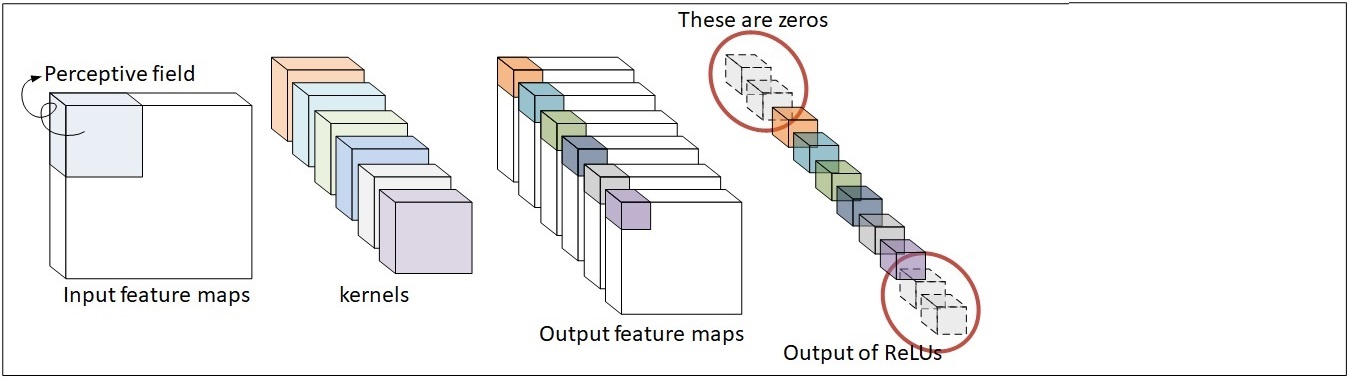 These are zeros
Perceptive field
Input feature maps
kernels
Output feature maps
Output of ReLUs